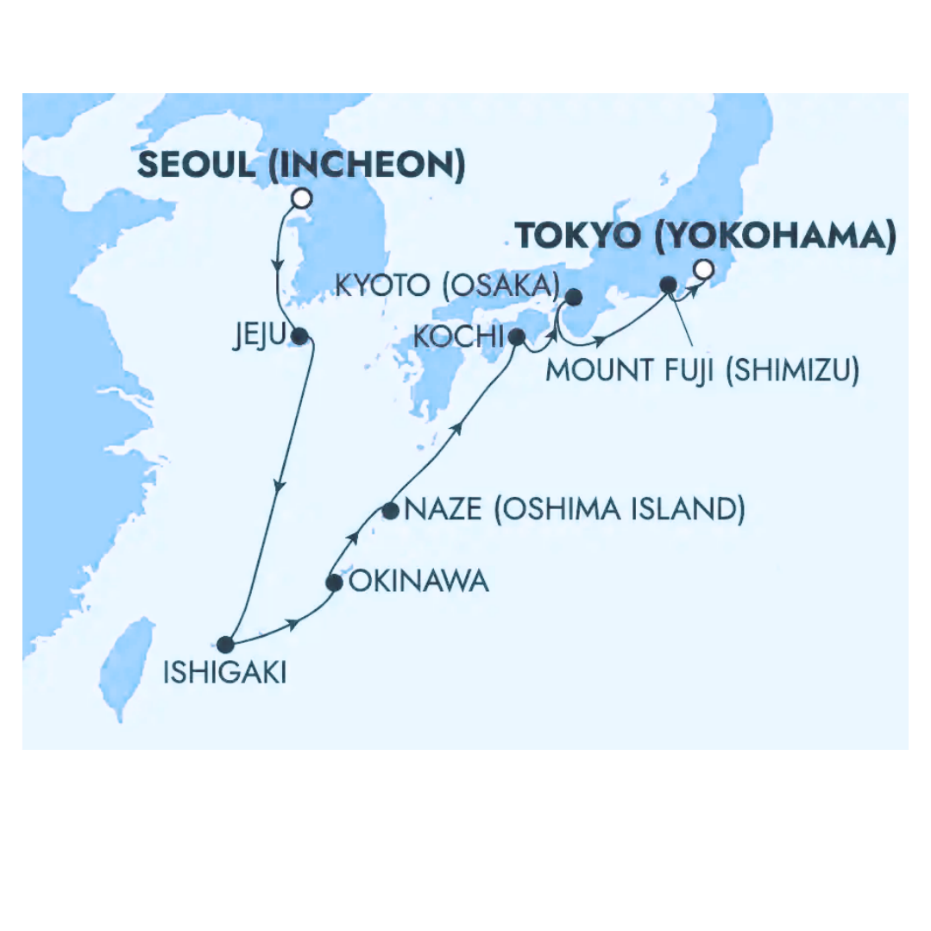 SEOUL (INCHEON)
TOKYO (YOKOHAMA)
KYOTO (OSAKA)
JEJU
KOCHI
MOUNT FUJI (SHIMIZU)
NAZE (OSHIMA ISLAND)
OKINAWA
ISHIGAKI